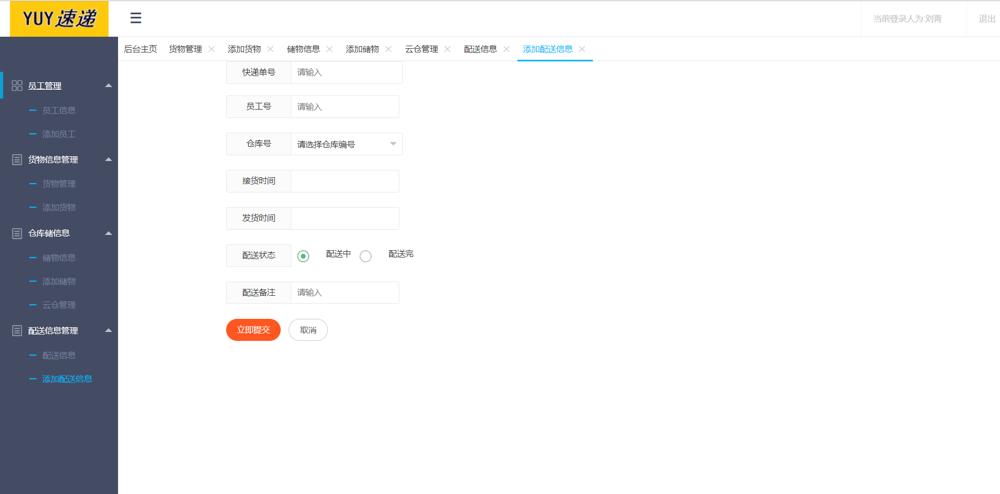 YUY速递
当前登录人为:刘青
退出
后台主页 货物管理 添加货物 储物信息 添加储物 云仓管理 配送信息 添加配送信息
员工管理
员工信息
添加员工
货物信息管理
货物管理
添加货物
仓库储信息
储物信息
添加储物
云仓管理
配送信息管理
配送信息
添加配送信息
快递单号 请输入
员工号 请输入
仓库号 请选择仓库编号
接货时间
发货时间
配送状态 配送中 配送完
配送备注 请输入
立即提交 取消